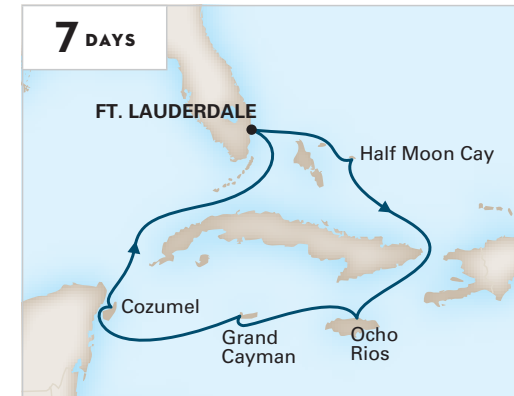 7 DAYS
FT. LAUDERDALE
Half Moon Cay
Cozumel
Grand
Cayman
Ocho
Rios